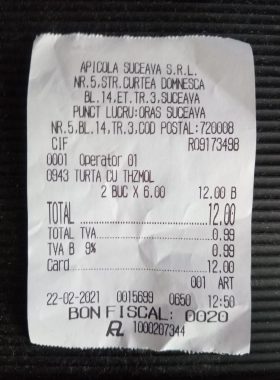 APICOLA SUCEAVA S.R.L.
NR.5,STR.CURTEA DOMNESCA
BL.14,ET.TR.3,SUCEAVA
PUNCT LUCRU:ORAS SUCEAVA
NR.5,BL.14,TR.3,COD POSTAL:720008
CIF RO9173498
0001 Operator 01
0943 TURTA CU THZMOL
2 BUC X 6.00 12.00 B
TOTAL 12.00
TOTAL TVA 0.99
TVA B 9% 0.99
Card 12.00
001 ART
22-02-2021 0015699 0650 12:50
BON FISCAL: 0020
1000207344